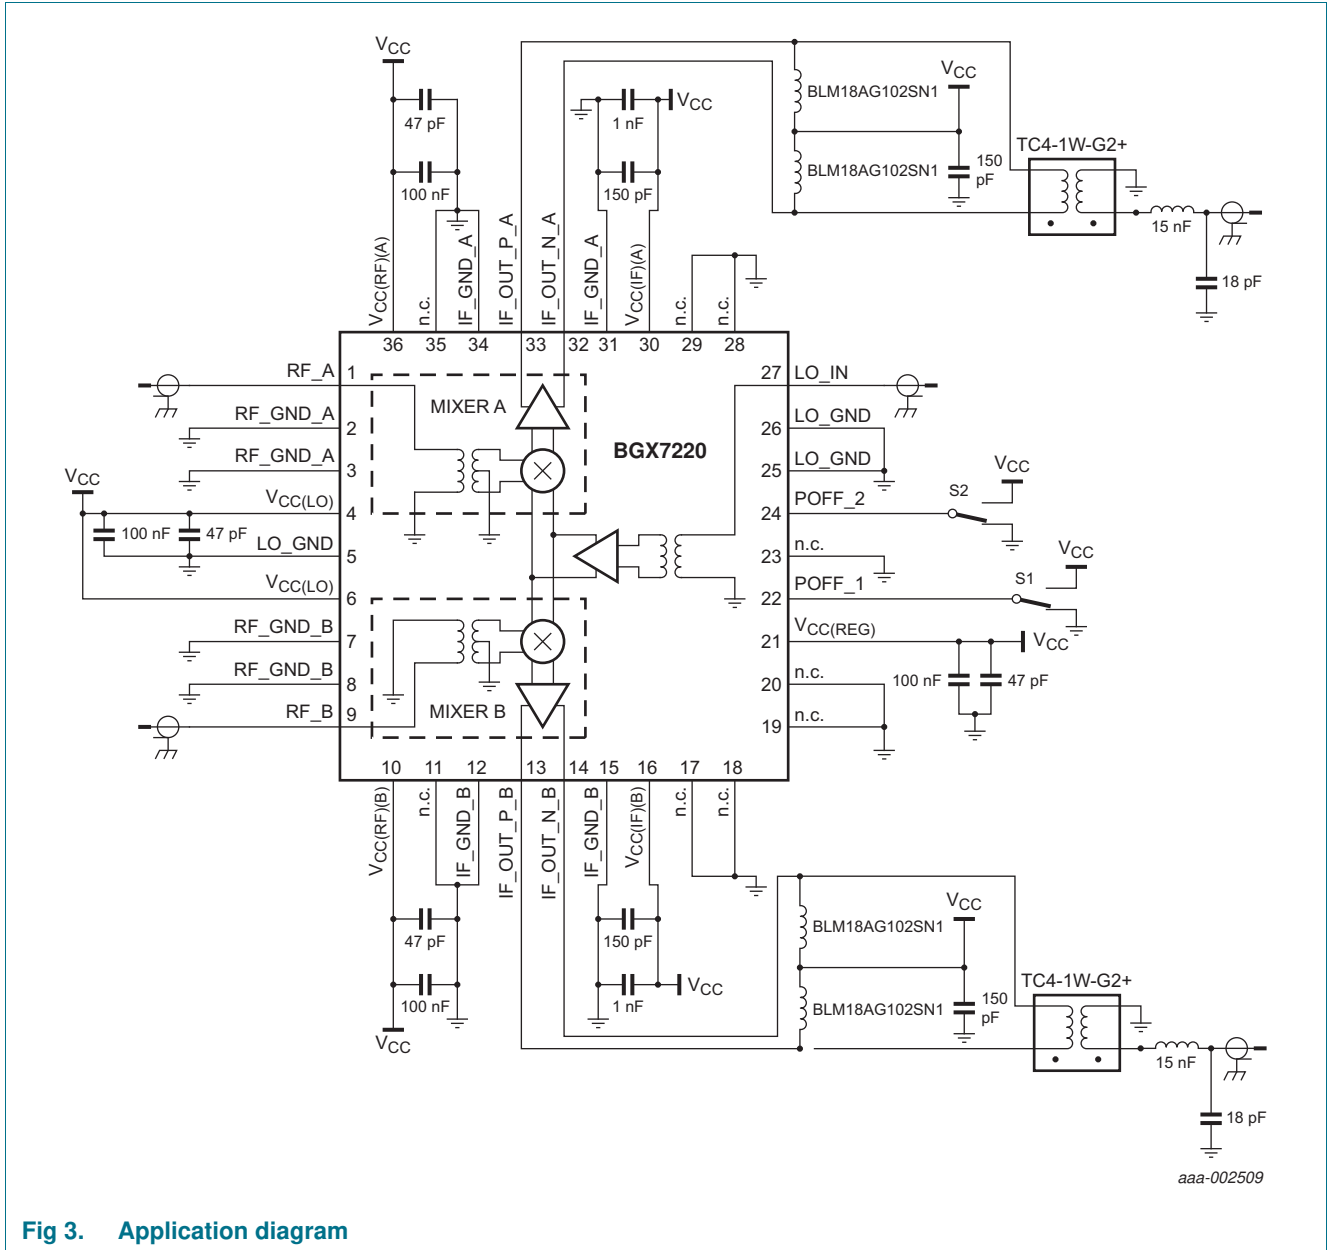 VCC
47 pF
100 nF
1 nF
VCC
150 pF
BLM18AG102SN1
VCC
BLM18AG102SN1
150 pF
TC4-1W-G2+
15 nF
18 pF
VCC(RF)(A)
n.c.
IF_GND_A
IF_OUT_P_A
IF_OUT_N_A
IF_GND_A
VCC(IF)(A)
n.c.
n.c.
36 35 34 33 32 31 30 29 28
RF_A 1
RF_GND_A 2
RF_GND_A 3
VCC
VCC(LO) 4
100 nF
47 pF
LO_GND 5
VCC(LO) 6
RF_GND_B 7
RF_GND_B 8
RF_B 9
MIXER A
BGX7220
MIXER B
27 LO_IN
26 LO_GND
25 LO_GND
24 POFF_2
S2
VCC
23 n.c.
22 POFF_1
S1
VCC
21 VCC(REG)
VCC
100 nF
47 pF
20 n.c.
19 n.c.
10 11 12 13 14 15 16 17 18
VCC(RF)(B)
n.c.
IF_GND_B
IF_OUT_P_B
IF_OUT_N_B
IF_GND_B
VCC(IF)(B)
n.c.
n.c.
47 pF
100 nF
VCC
150 pF
1 nF
VCC
BLM18AG102SN1
VCC
BLM18AG102SN1
150 pF
TC4-1W-G2+
15 nF
18 pF
aaa-002509
Fig 3. Application diagram